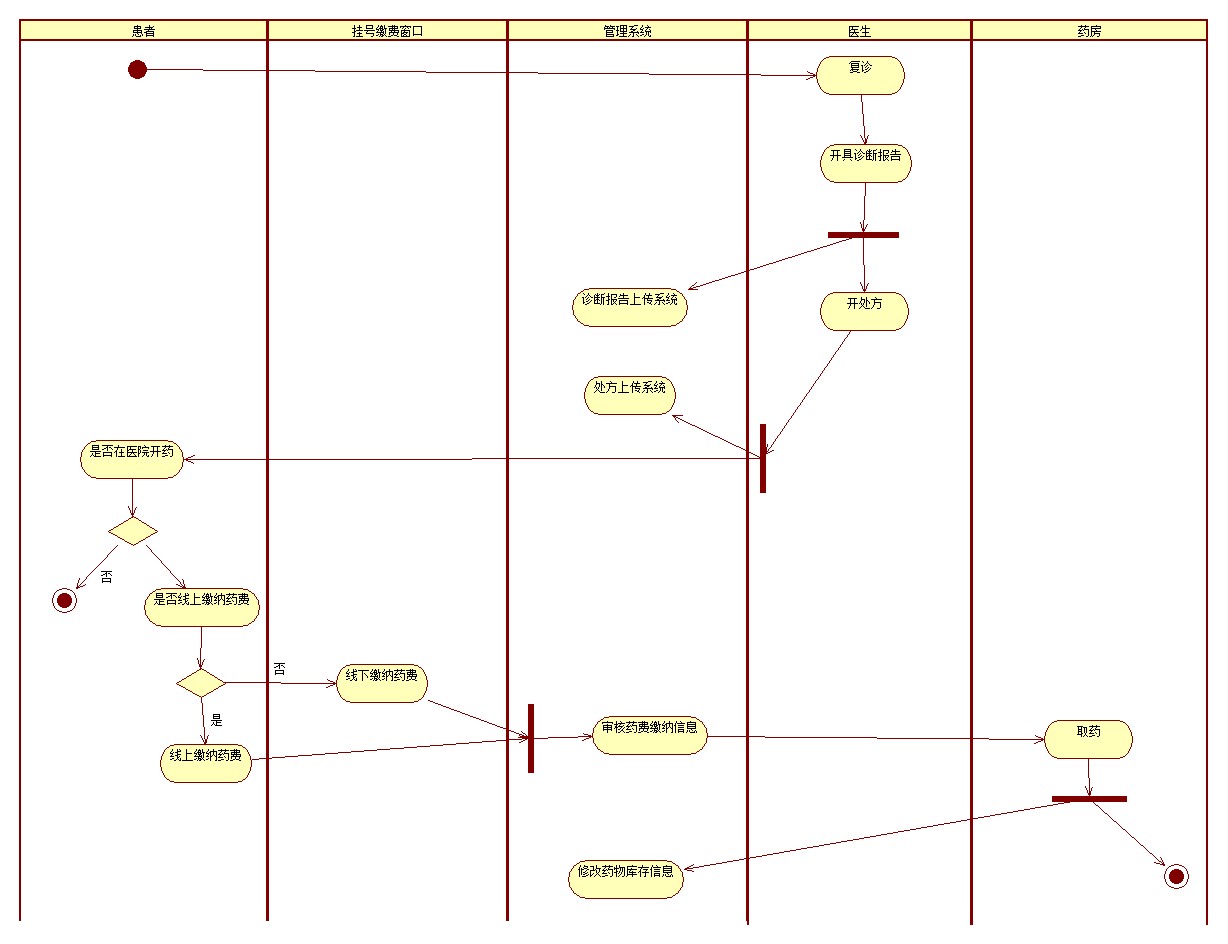 患者
挂号缴费窗口
管理系统
医生
药房
复诊
开具诊断报告
诊断报告上传系统
开处方
处方上传系统
是否在医院开药
否
是否线上缴纳药费
否
线下缴纳药费
是
线上缴纳药费
审核药费缴纳信息
取药
修改药物库存信息